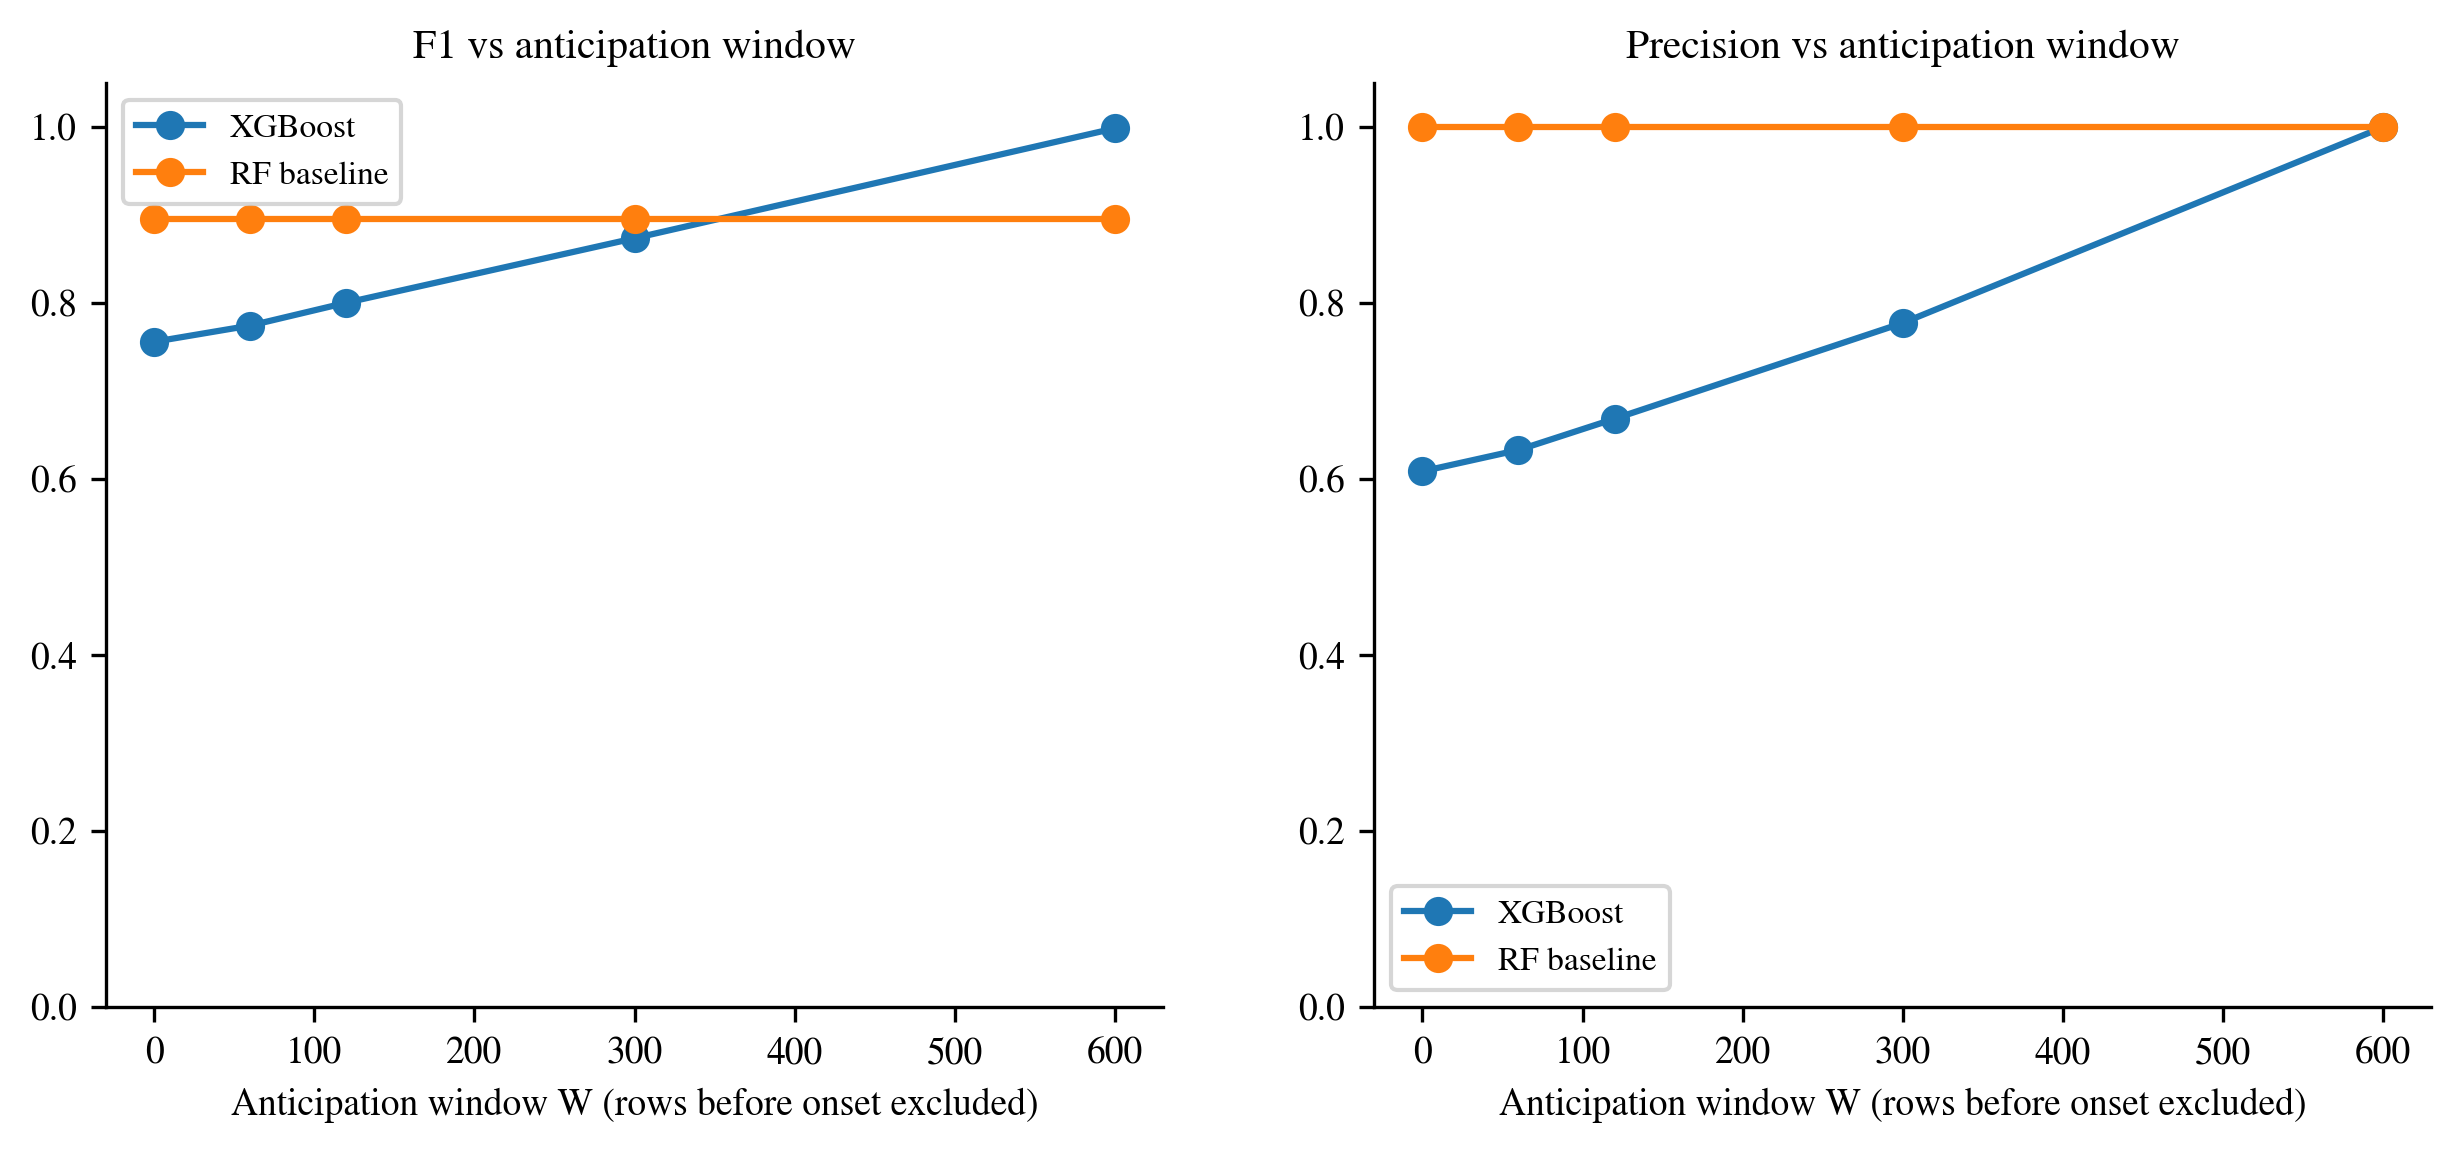 F1 vs anticipation window
1.0
0.8
0.6
0.4
0.2
0.0
XGBoost
RF baseline
0 100 200 300 400 500 600
Anticipation window W (rows before onset excluded)
Precision vs anticipation window
1.0
0.8
0.6
0.4
0.2
0.0
XGBoost
RF baseline
0 100 200 300 400 500 600
Anticipation window W (rows before onset excluded)